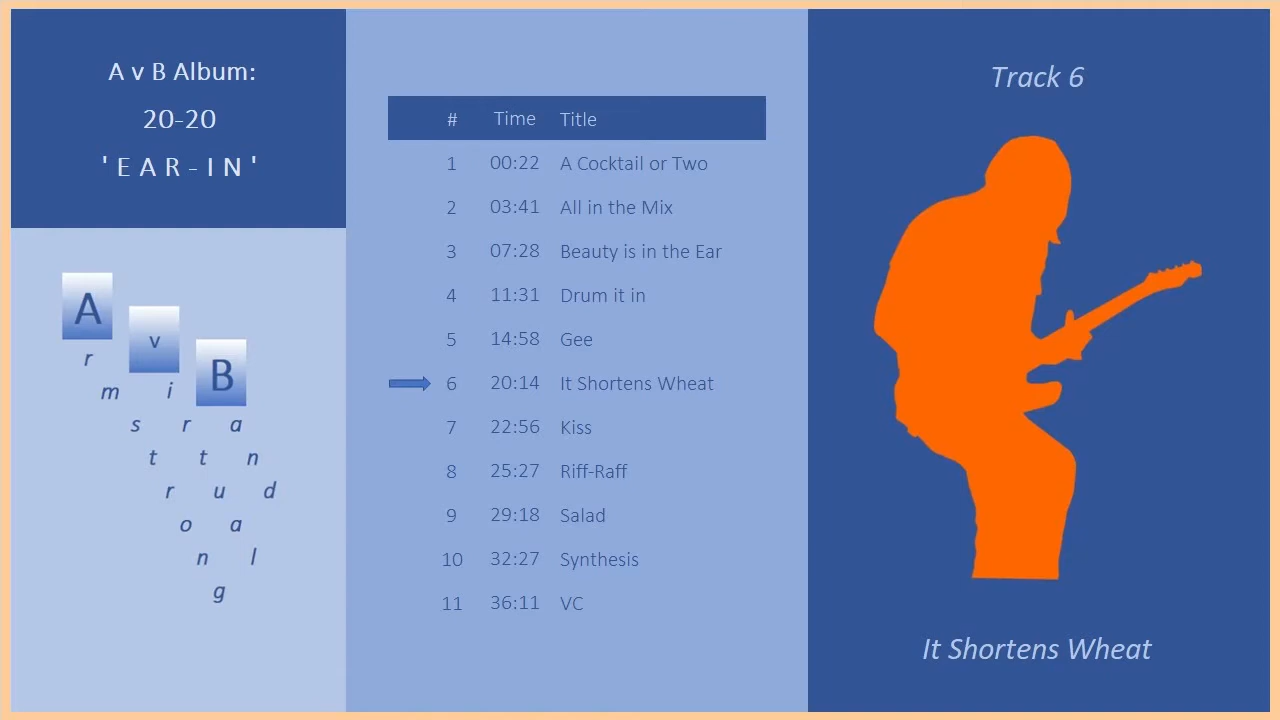 A v B Album:
20-20
' E A R - I N '
A
v
B
r
m i
s r a
t t n
r u d
o a
n l
g
# Time Title
1 00:22 A Cocktail or Two
2 03:41 All in the Mix
3 07:28 Beauty is in the Ear
4 11:31 Drum it in
5 14:58 Gee
6 20:14 It Shortens Wheat
7 22:56 Kiss
8 25:27 Riff-Raff
9 29:18 Salad
10 32:27 Synthesis
11 36:11 VC
Track 6
It Shortens Wheat